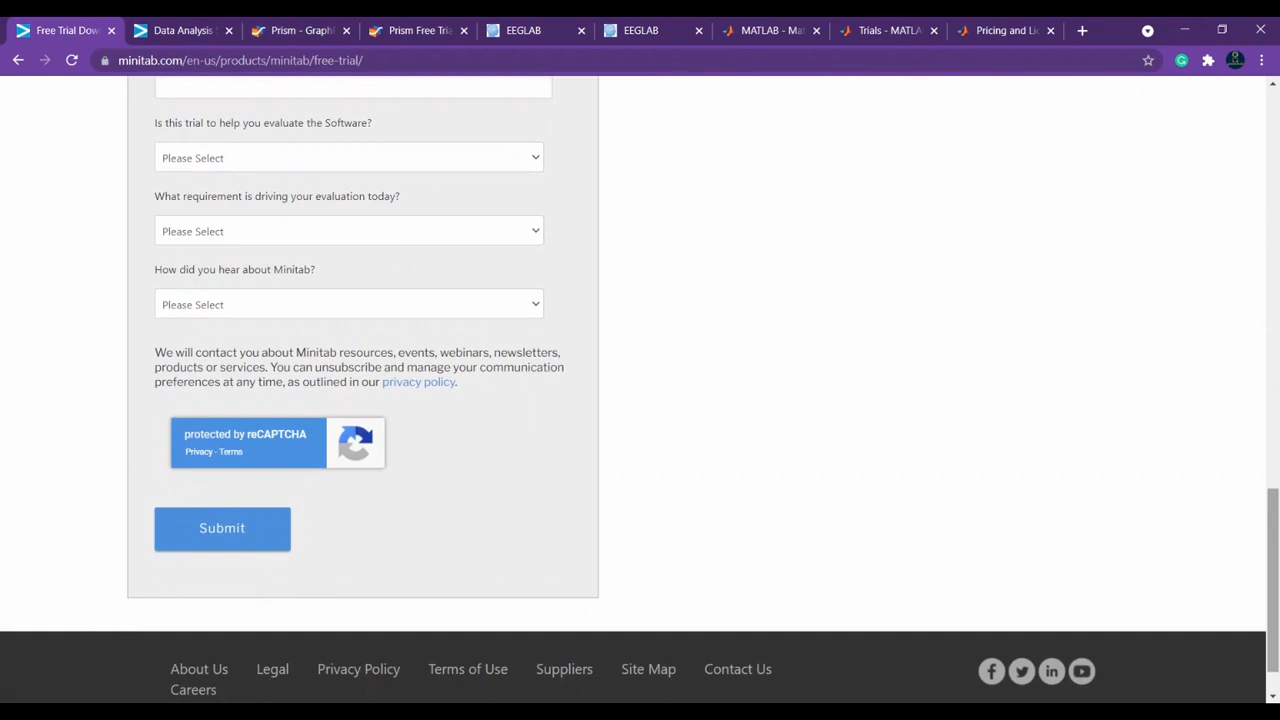 Free Trial Dow
Data Analysis
Prism - Graph
Prism Free Tria
EEGLAB
EEGLAB
MATLAB - Mat
Trials - MATLA
Pricing and Lic
minitab.com/en-us/products/minitab/free-trial/
Is this trial to help you evaluate the Software?
Please Select
What requirement is driving your evaluation today?
Please Select
How did you hear about Minitab?
Please Select
We will contact you about Minitab resources, events, webinars, newsletters,
products or services. You can unsubscribe and manage your communication
preferences at any time, as outlined in our privacy policy.
protected by reCAPTCHA
Privacy - Terms
Submit
About Us Legal Privacy Policy Terms of Use Suppliers Site Map Contact Us
Careers